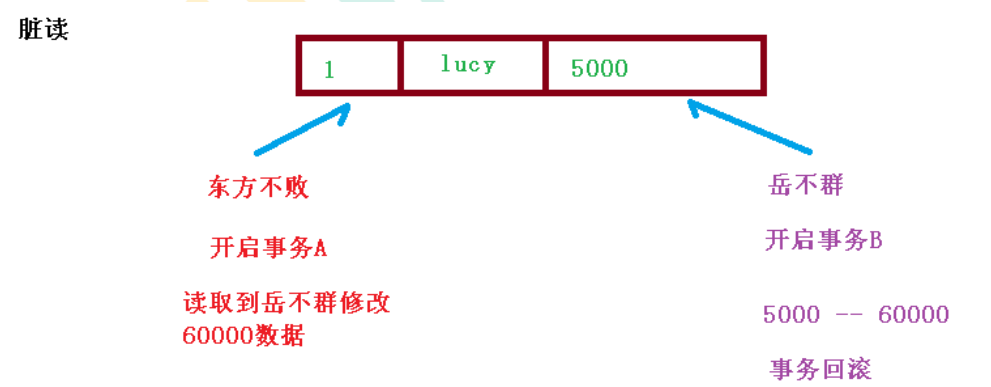 脏读
1 lucy 5000
东方不败
开启事务A
读取到岳不群修改
60000数据
岳不群
开启事务B
5000 -- 60000
事务回滚